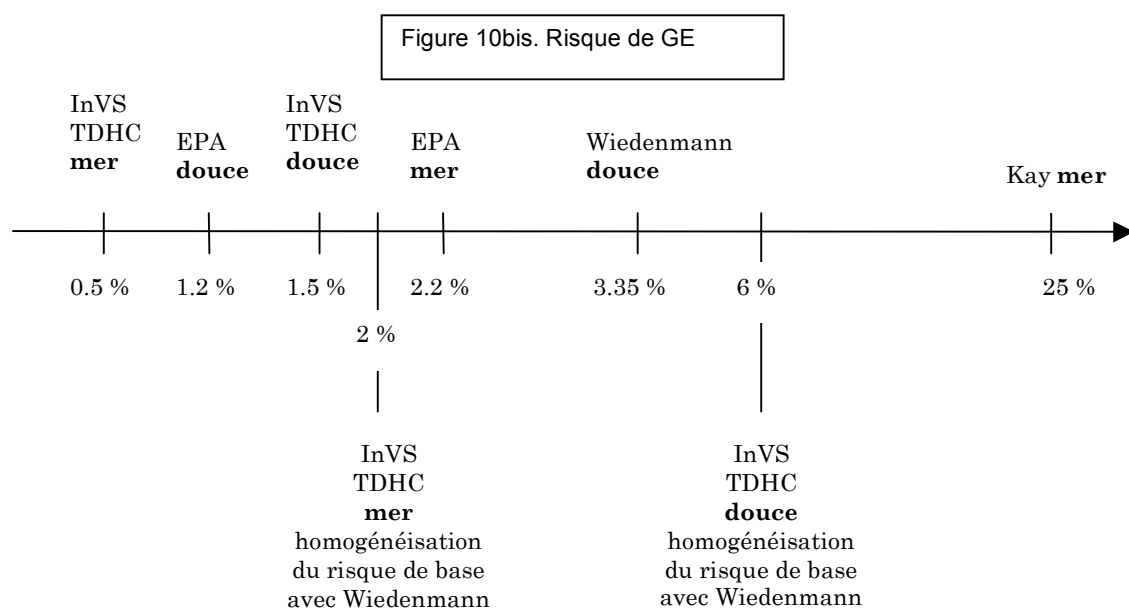 Figure 10bis. Risque de GE
InVS
TDHC
mer
EPA
douce
InVS
TDHC
douce
EPA
mer
Wiedenmann
douce
Kay mer
0.5 %
1.2 %
1.5 %
2.2 %
3.35 %
6 %
25 %
2 %
InVS
TDHC
mer
homogénéisation
du risque de base
avec Wiedenmann
InVS
TDHC
douce
homogénéisation
du risque de base
avec Wiedenmann